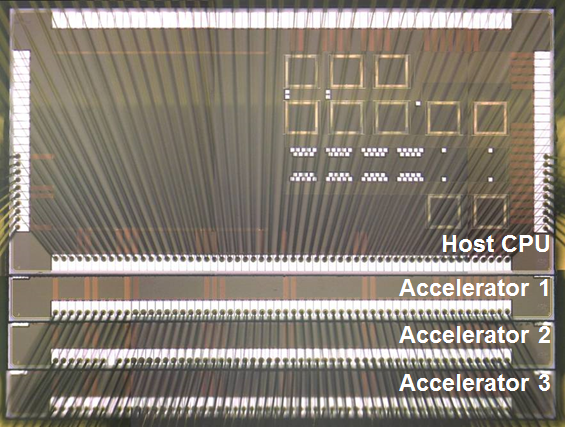 Host CPU
Accelerator 1
Accelerator 2
Accelerator 3